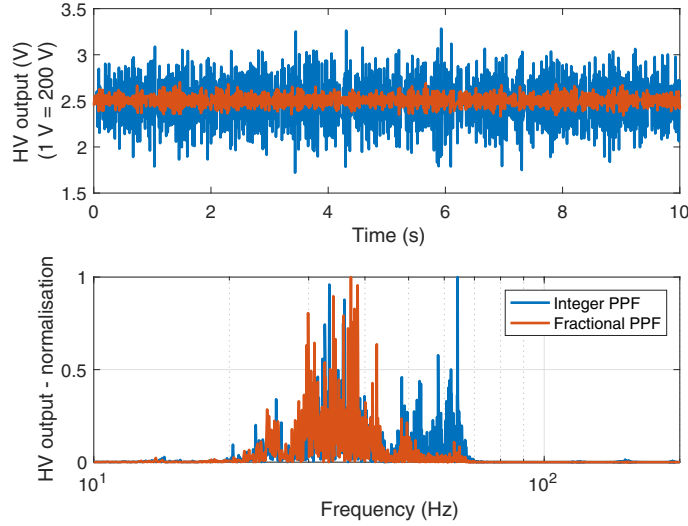 HV output (V)
(1 V = 200 V)
3.5
3
2.5
2
1.5
0 2 4 6 8 10
Time (s)
HV output - normalisation
1
0.5
0
Integer PPF
Fractional PPF
10^1 10^2
Frequency (Hz)